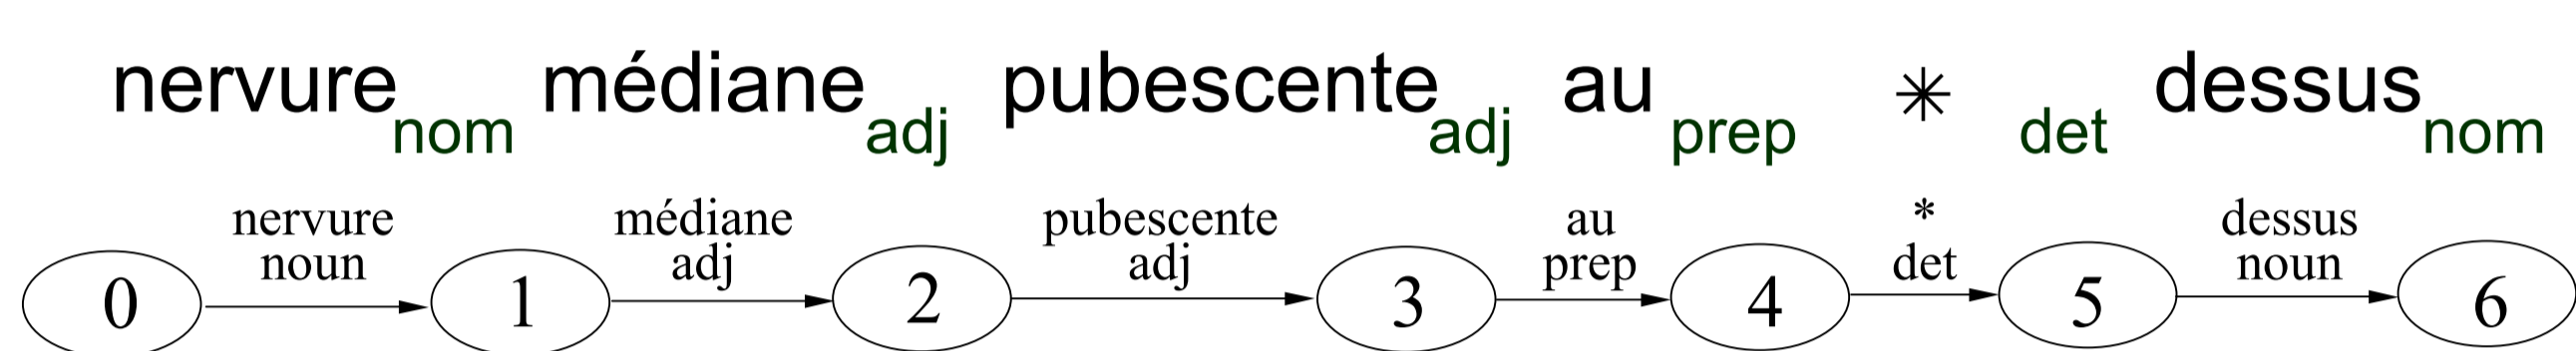 nervure nom médiane adj pubescente adj au prep * det dessus nom
nervure médiane pubescente au * dessus
noun adj adj prep det noun
0 1 2 3 4 5 6